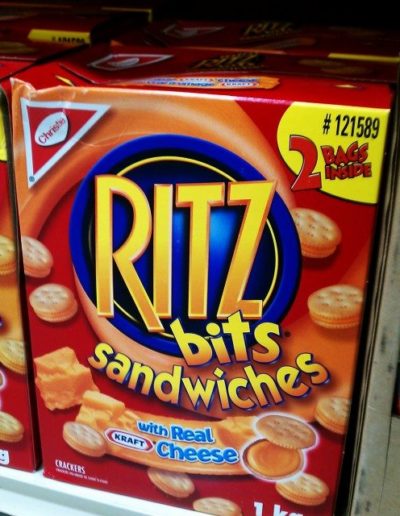 Christie
# 121589
2 BAGS
INSIDE
RITZ
bits
sandwiches
with Real
KRAFT Cheese
CRACKERS
1 kg